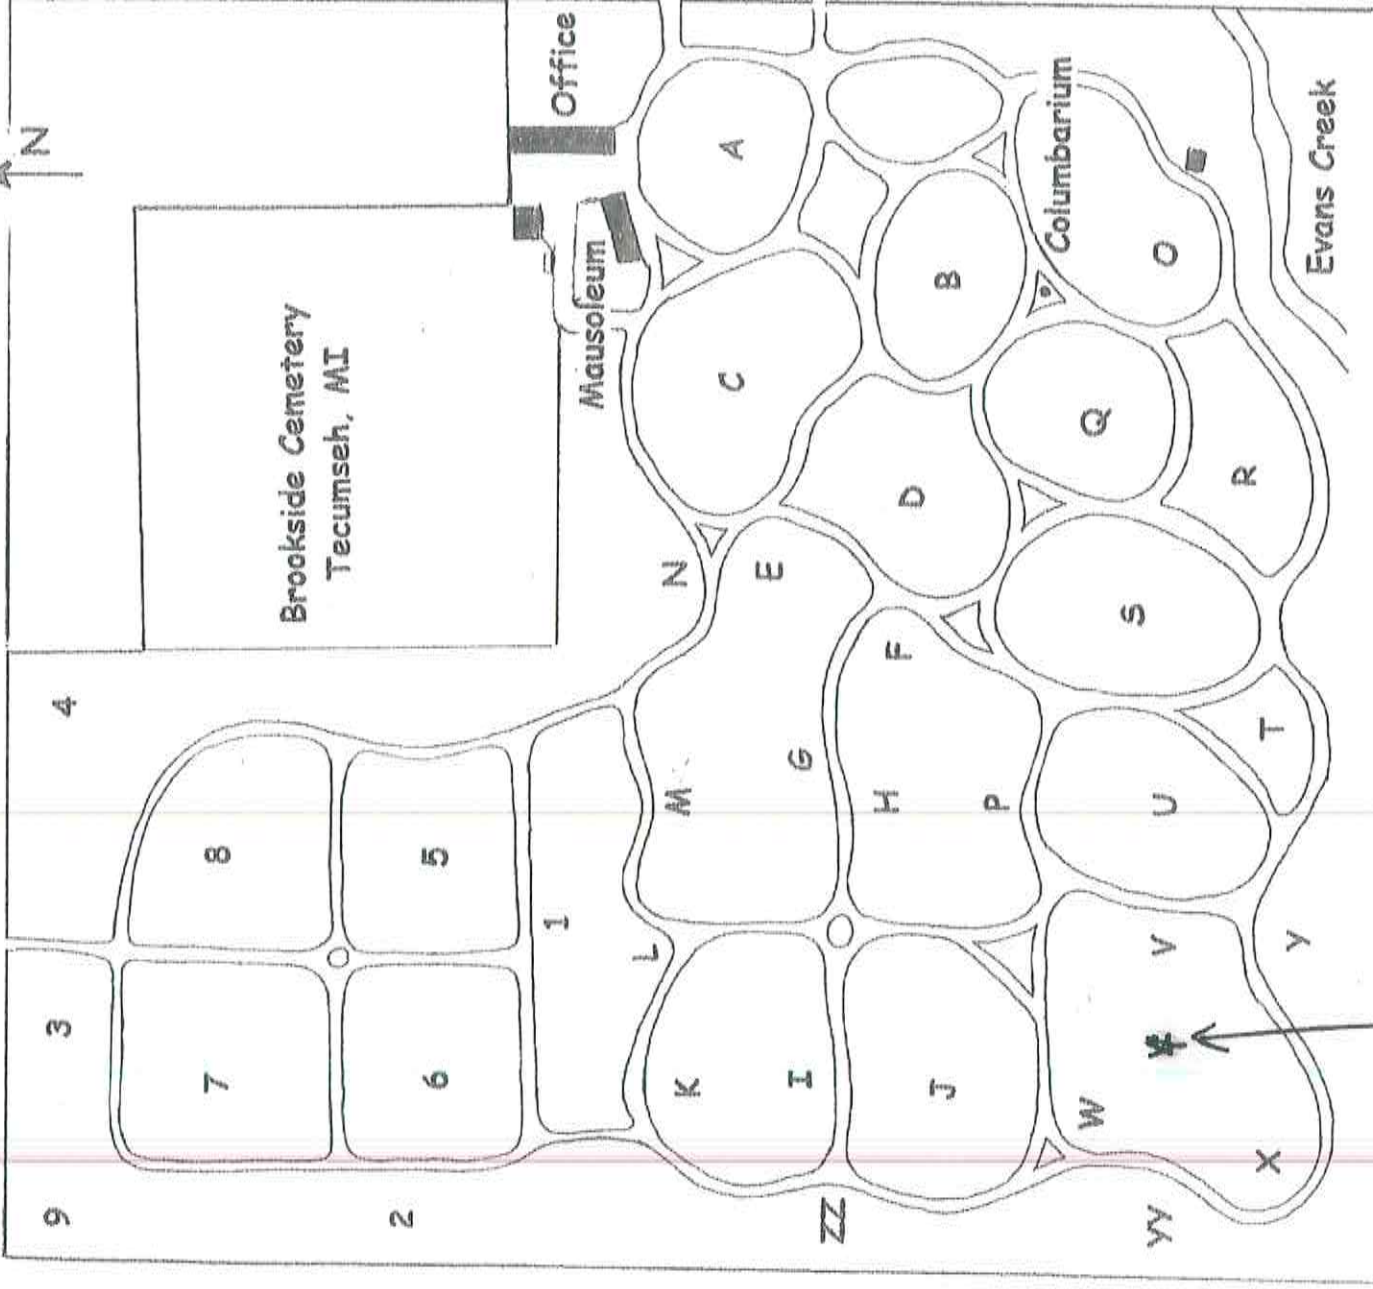 N
Brookside Cemetery
Tecumseh, MI
Office
Mausoleum
Columbarium
Evans Creek
A
B
C
D
E
F
G
H
I
J
K
L
M
N
O
P
Q
R
S
T
U
V
W
X
y
yy
ZZ
1
2
3
4
5
6
7
8
9